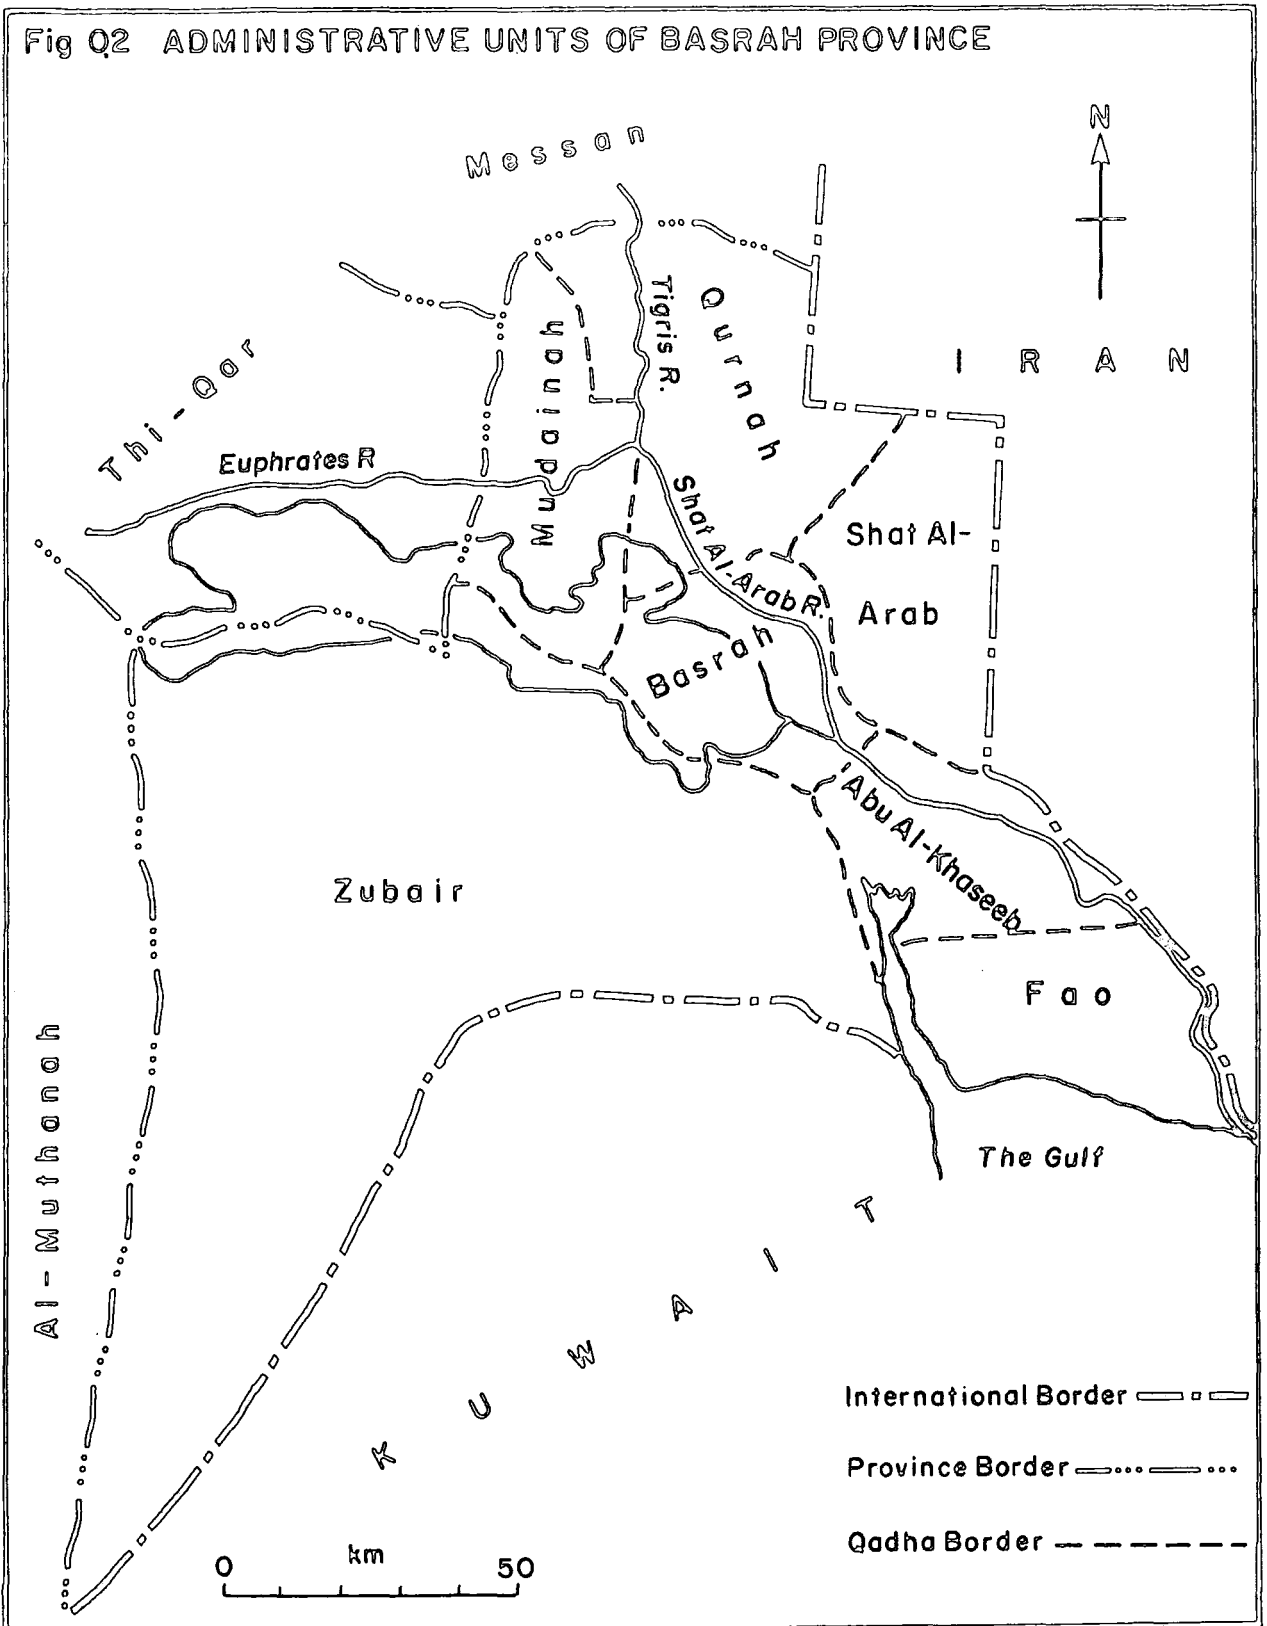 Fig Q2 ADMINISTRATIVE UNITS OF BASRAH PROVINCE
N
Messan
Tigris R.
Qurnah
IRAN
Mudainah
Thi-Qar
Euphrates R
Shat Al-Arab R.
Shat Al-
Arab
Basrah
Abu Al-Khaseeb
Zubair
Fao
Al-Muthanah
The Gulf
KUWAIT
International Border
Province Border
Qadha Border
0 km 50